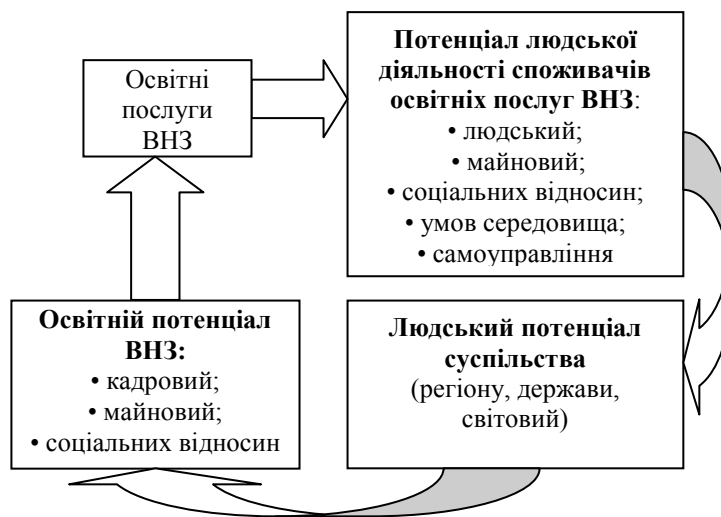 Освітні
послуги
ВНЗ
Потенціал людської
діяльності споживачів
освітніх послуг ВНЗ:
• людський;
• майновий;
• соціальних відносин;
• умов середовища;
• самоуправління
Освітній потенціал
ВНЗ:
• кадровий;
• майновий;
• соціальних відносин
Людський потенціал
суспільства
(регіону, держави,
світовий)